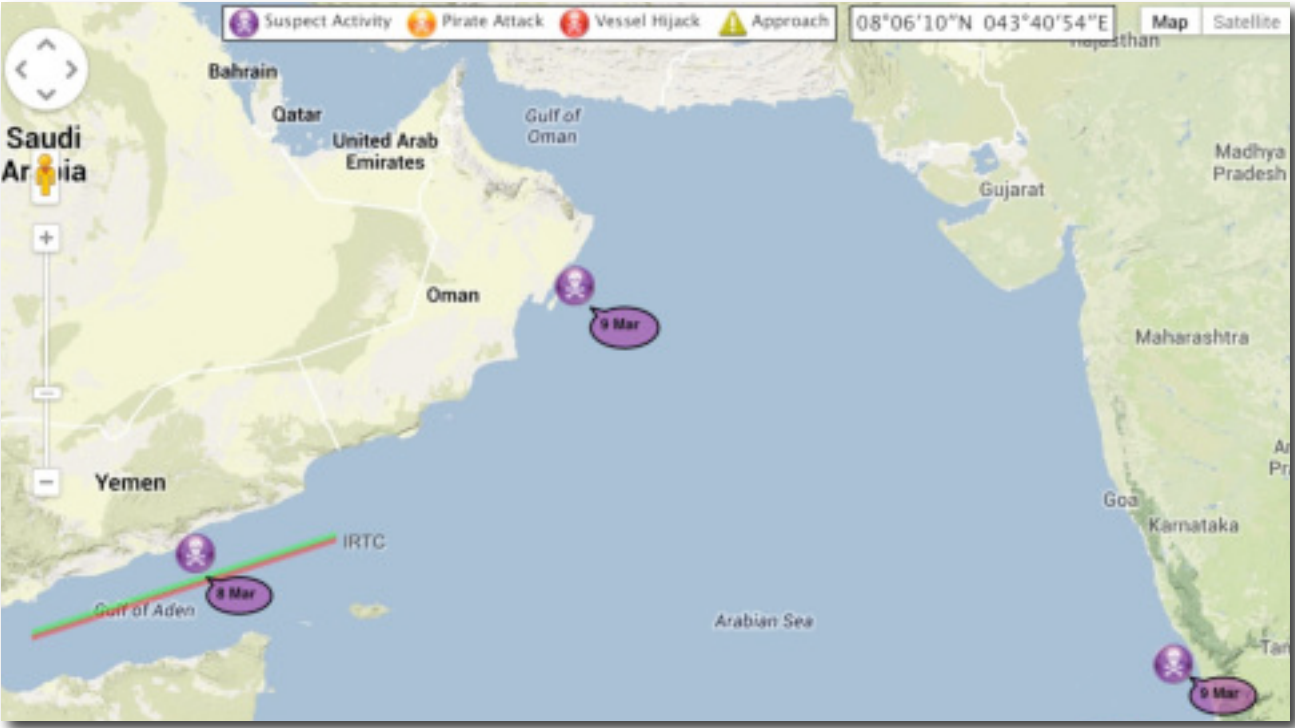 Suspect Activity Pirate Attack Vessel Hijack Approach
08°06'10"N 043°40'54"E
Map Satellite
Rajasthan
Bahrain
Qatar
Gulf of
Oman
United Arab
Emirates
Saudi
Arabia
Madhya
Pradesh
Gujarat
Oman
9 Mar
Maharashtra
Yemen
Goa
Karnataka
IRTC
8 Mar
Gulf of Aden
Arabian Sea
Tam
9 Mar